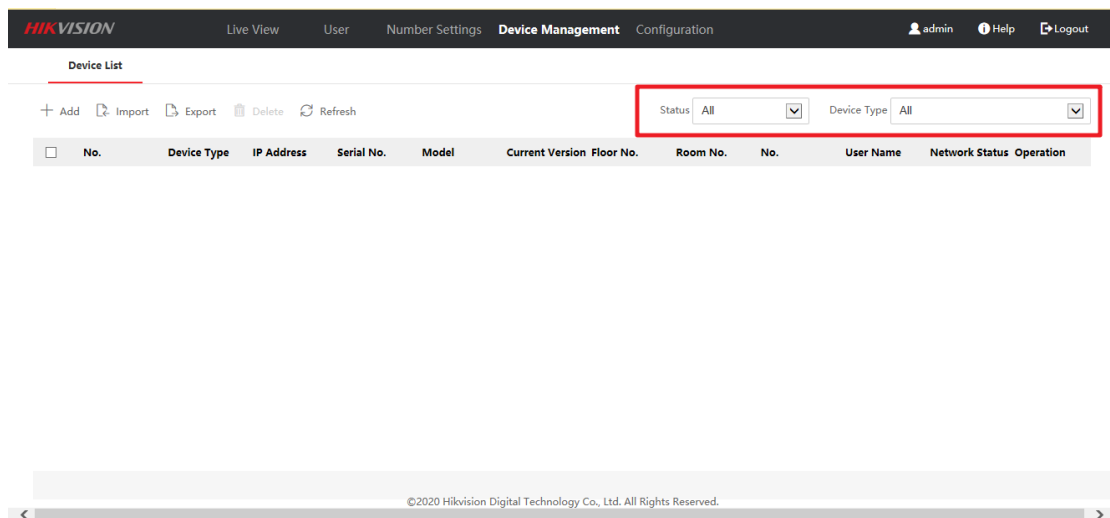 HIKVISION Live View User Number Settings Device Management Configuration admin Help Logout
Device List
Add Import Export Delete Refresh Status All Device Type All
No. Device Type IP Address Serial No. Model Current Version Floor No. Room No. No. User Name Network Status Operation
©2020 Hikvision Digital Technology Co., Ltd. All Rights Reserved.